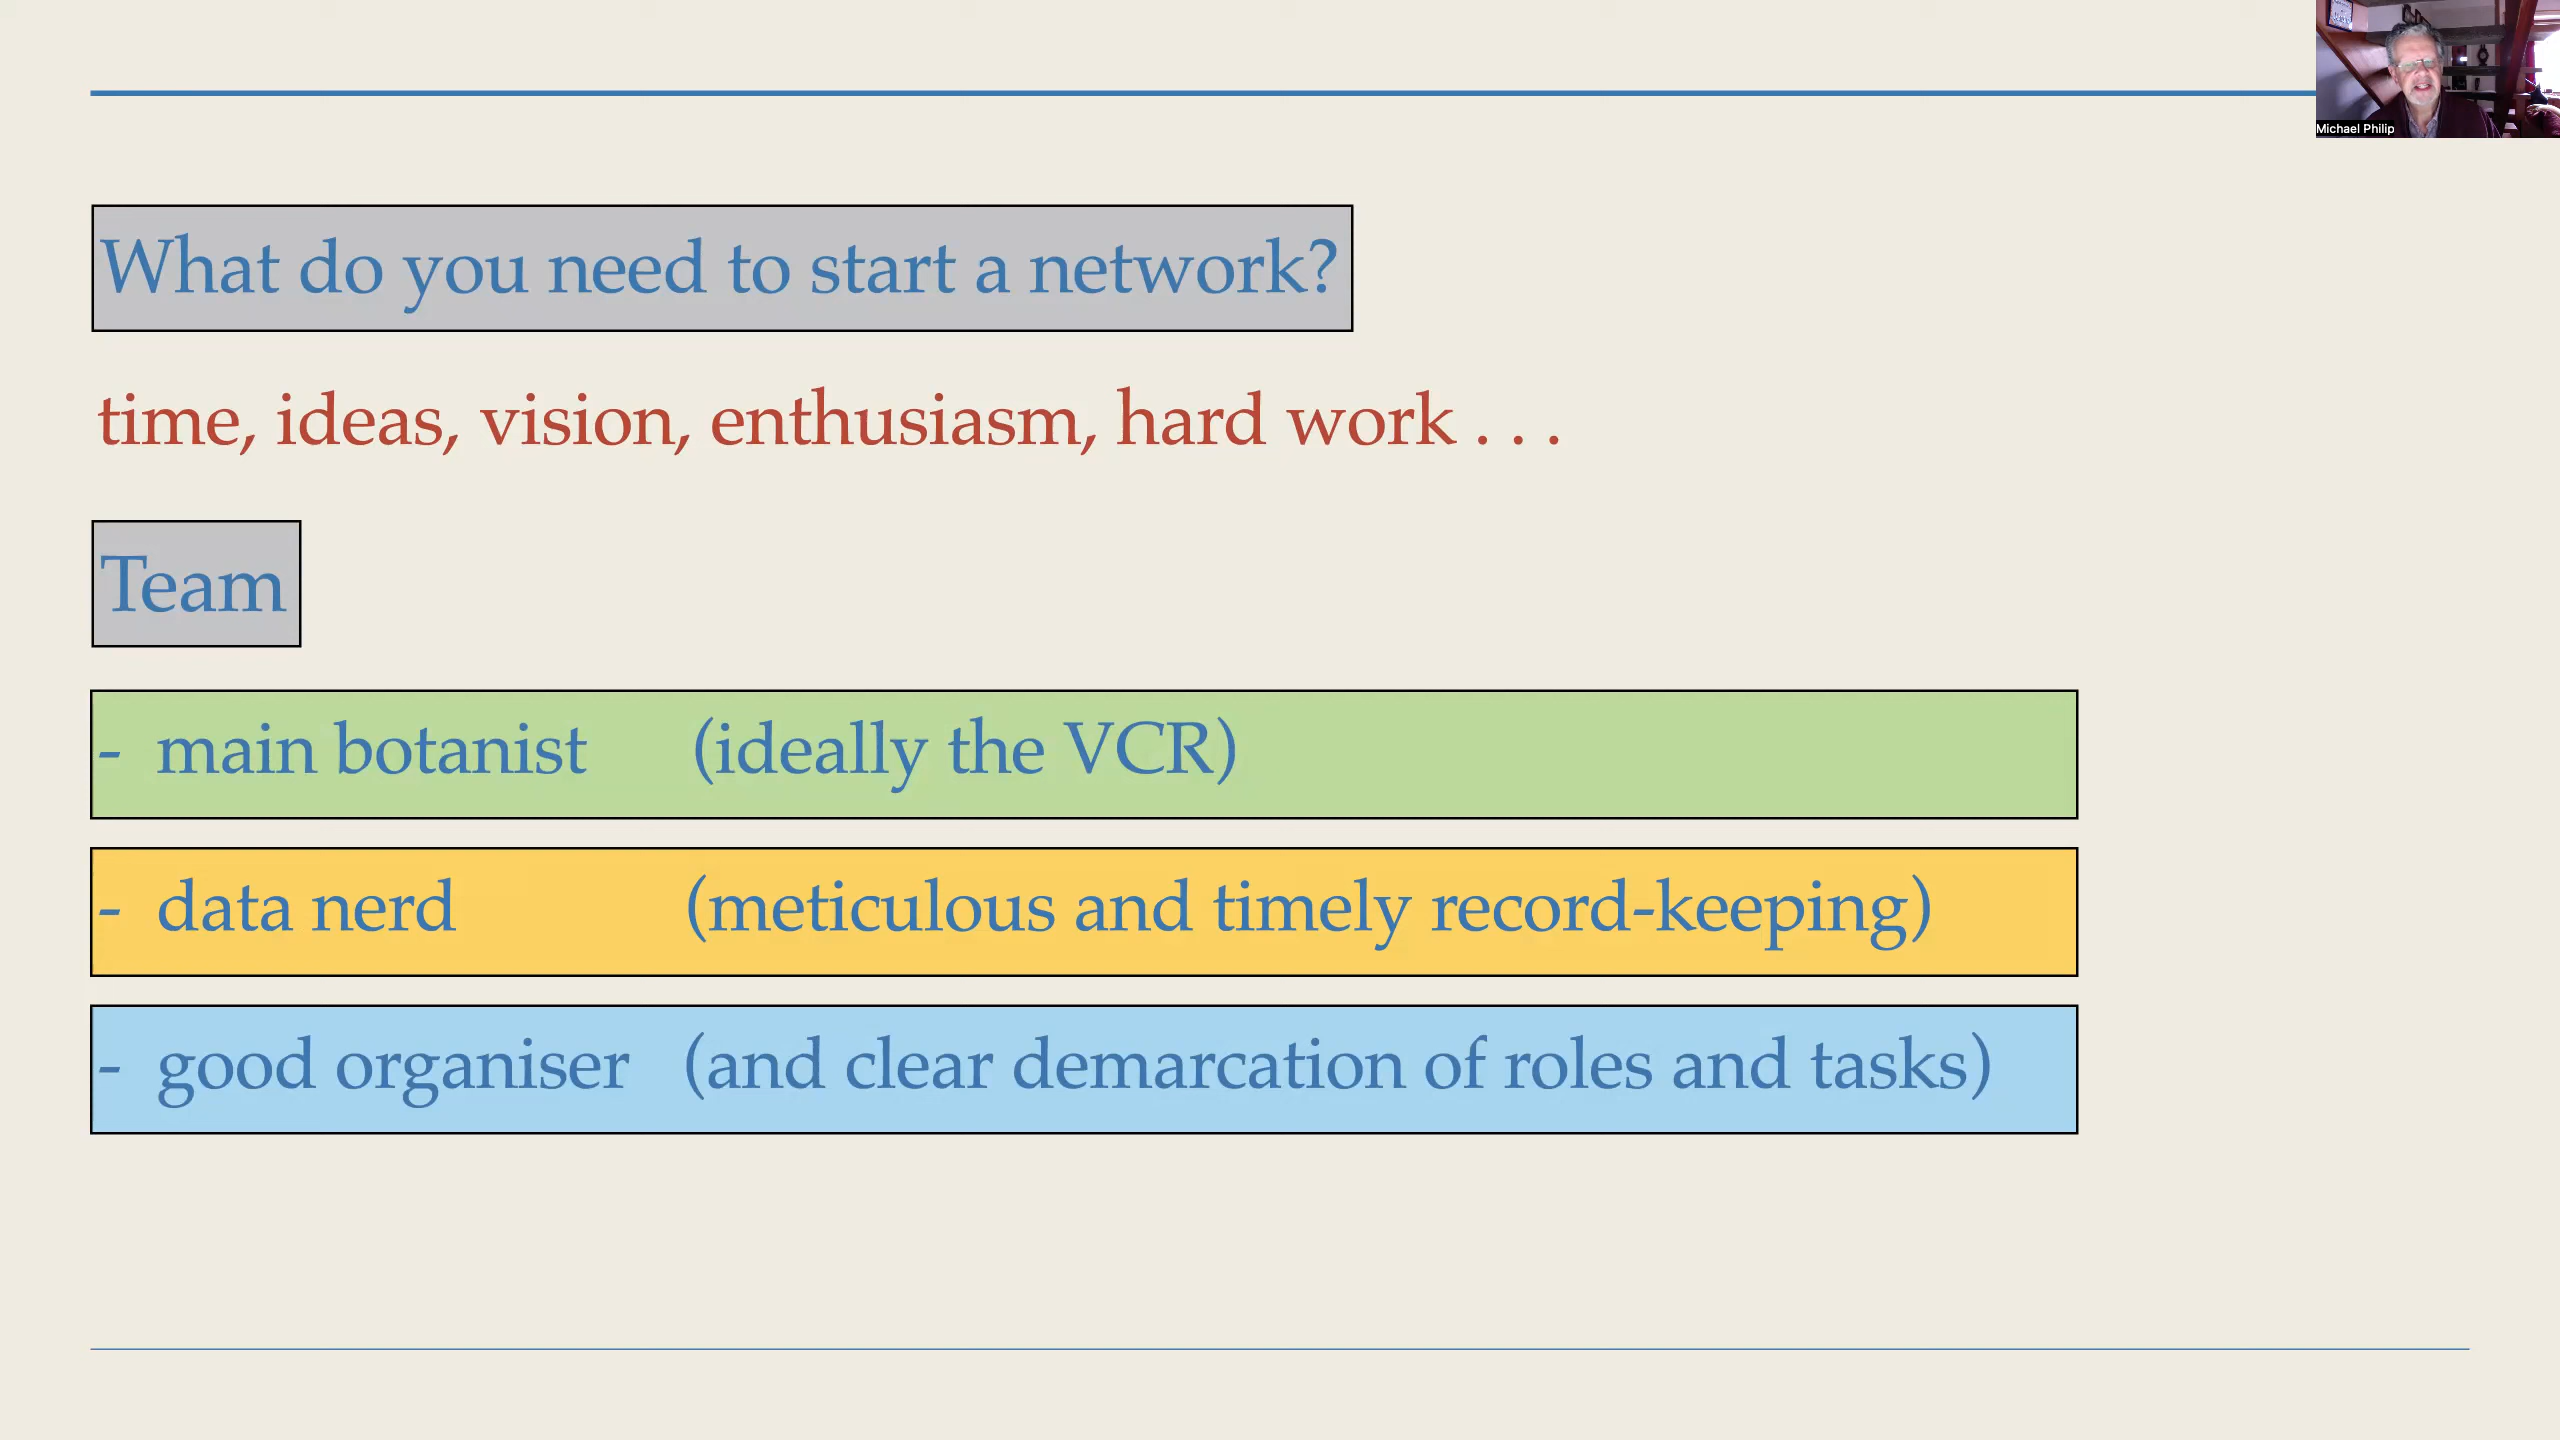 Michael Philip
What do you need to start a network?
time, ideas, vision, enthusiasm, hard work . . .
Team
- main botanist (ideally the VCR)
- data nerd (meticulous and timely record-keeping)
- good organiser (and clear demarcation of roles and tasks)